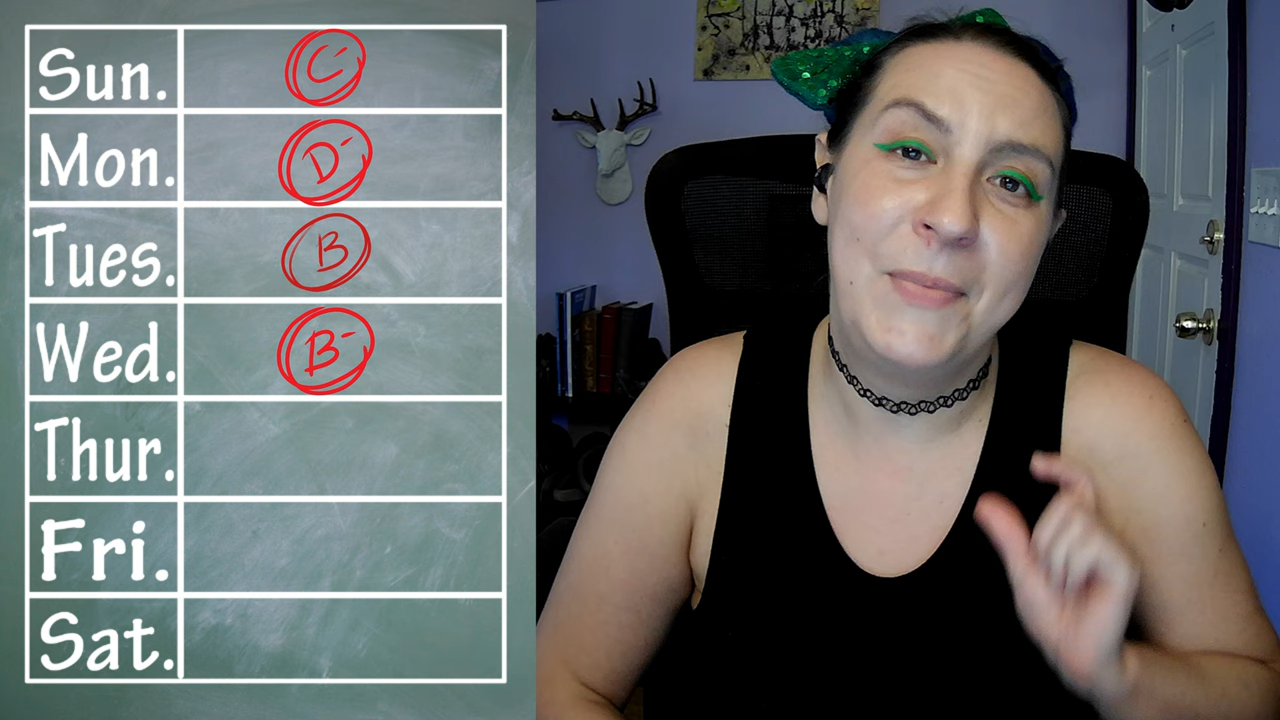 Sun. C-
Mon. D-
Tues. B
Wed. B-
Thur.
Fri.
Sat.